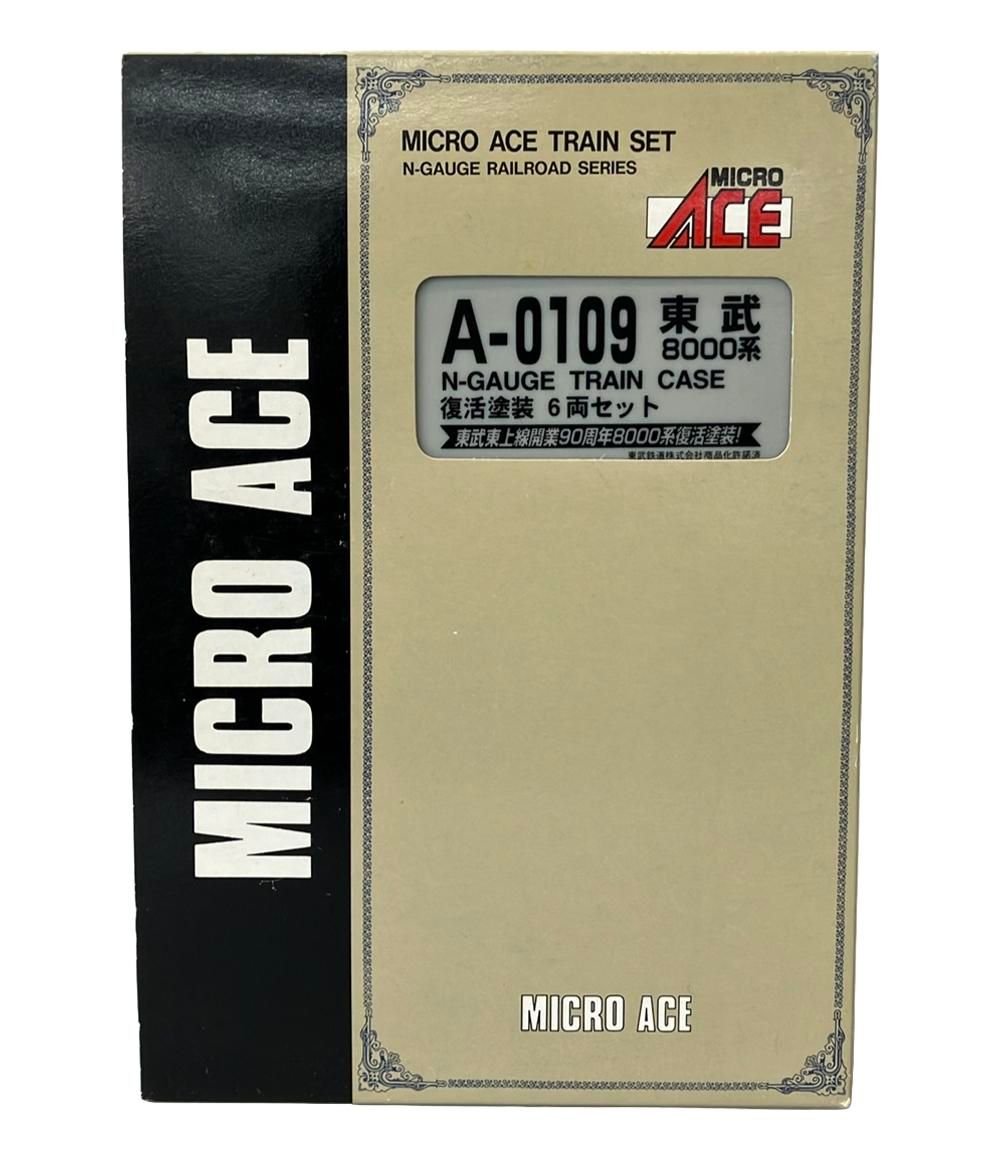 MICRO ACE
MICRO ACE TRAIN SET
N-GAUGE RAILROAD SERIES
MICRO
ACE
A-0109 東武
8000系
N-GAUGE TRAIN CASE
復活塗装 6両セット
東武東上線開業90周年8000系復活塗装!
東武鉄道株式会社商品化許諾済
MICRO ACE